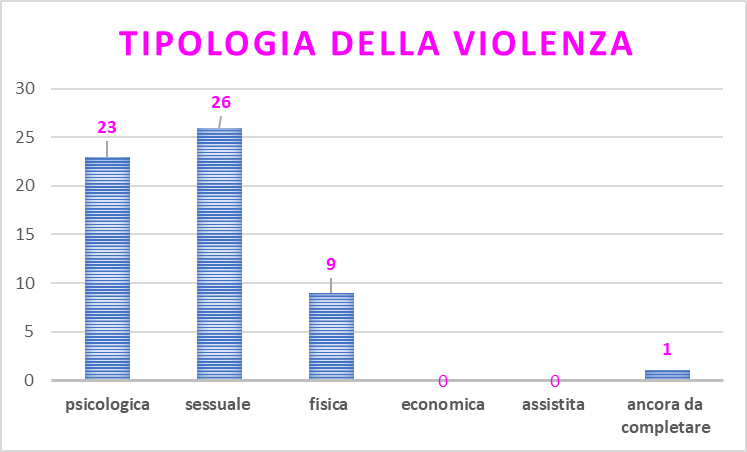 TIPOLOGIA DELLA VIOLENZA
30
25
20
15
10
5
0
23
26
9
0
0
1
psicologica
sessuale
fisica
economica
assistita
ancora da
completare